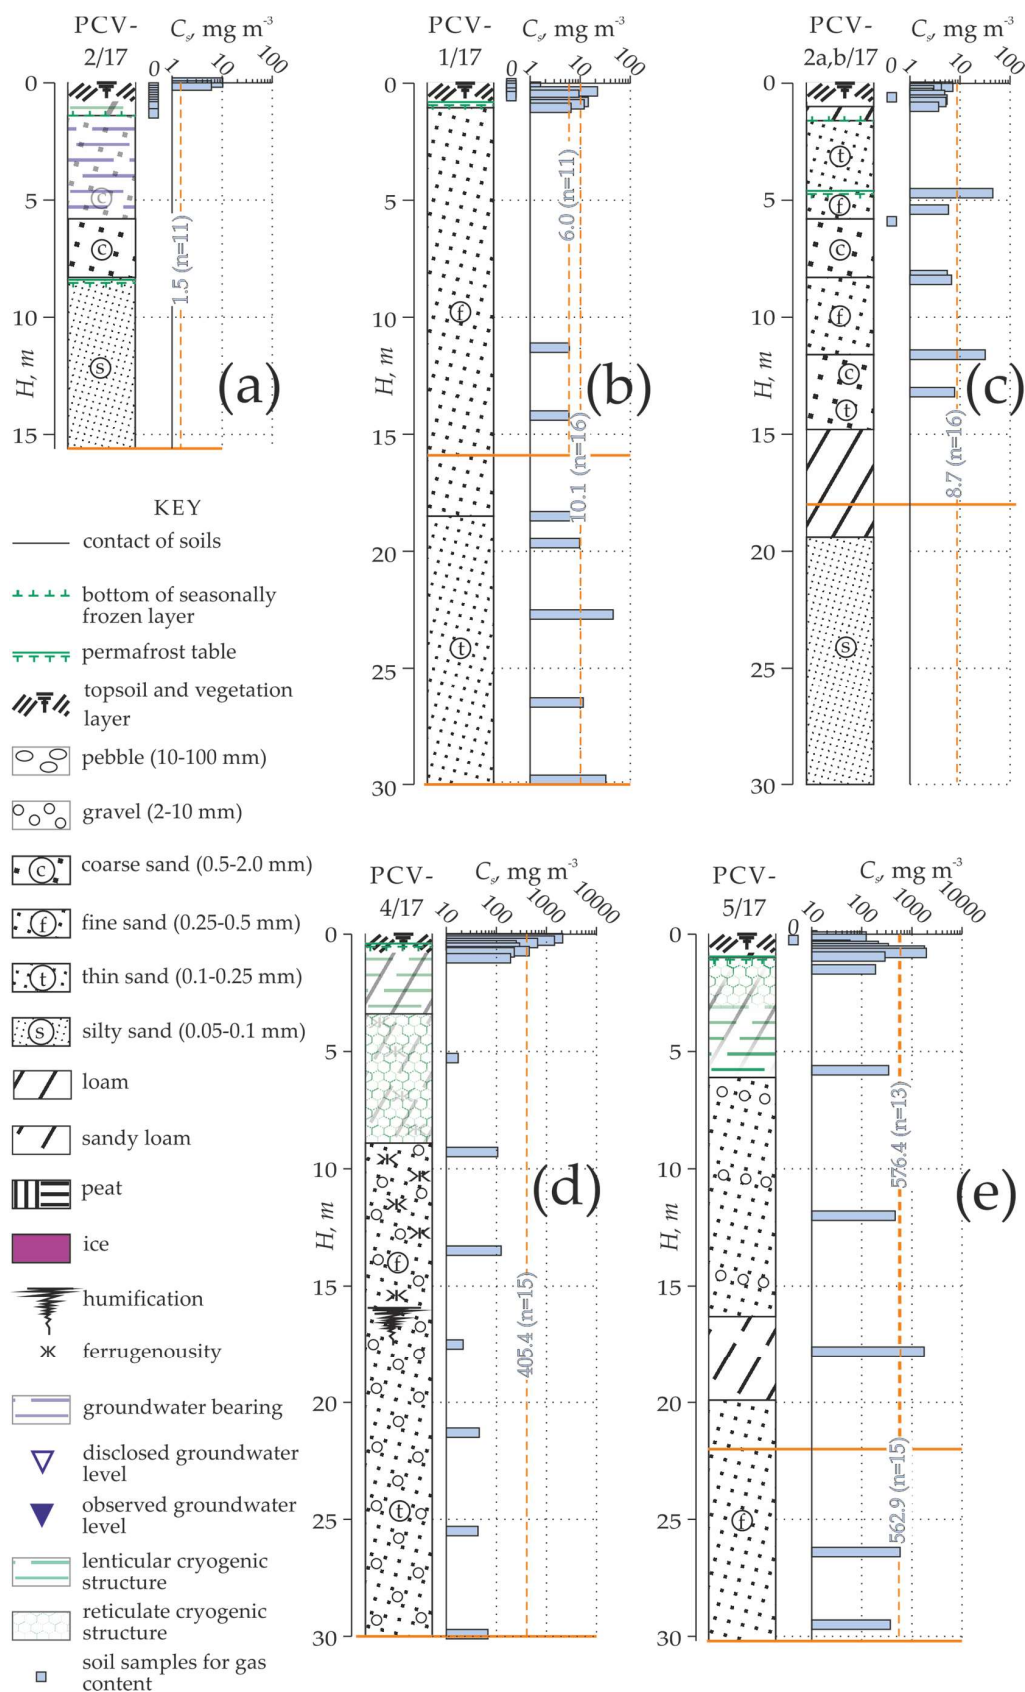 PCV-
2/17
C_s, mg m⁻³
0
1
10
100
0
5
10
15
H, m
c
c
s
1.5 (n=11)
(a)
PCV-
1/17
C_s, mg m⁻³
0
1
10
100
0
5
10
15
20
25
30
H, m
f
t
6.0 (n=11)
10.1 (n=16)
(b)
PCV-
2a,b/17
C_s, mg m⁻³
0
1
10
100
0
5
10
15
20
25
30
H, m
t
f
c
f
c
t
s
8.7 (n=16)
(c)
KEY
contact of soils
bottom of seasonally
frozen layer
permafrost table
topsoil and vegetation
layer
pebble (10-100 mm)
gravel (2-10 mm)
c coarse sand (0.5-2.0 mm)
f fine sand (0.25-0.5 mm)
t thin sand (0.1-0.25 mm)
s silty sand (0.05-0.1 mm)
loam
sandy loam
peat
ice
humification
ferrugenousity
groundwater bearing
disclosed groundwater
level
observed groundwater
level
lenticular cryogenic
structure
reticulate cryogenic
structure
soil samples for gas
content
PCV-
4/17
C_s, mg m⁻³
10
100
1000
10000
0
5
10
15
20
25
30
H, m
f
t
405.4 (n=15)
(d)
PCV-
5/17
C_s, mg m⁻³
0
10
100
1000
10000
0
5
10
15
20
25
30
H, m
f
576.4 (n=13)
562.9 (n=15)
(e)